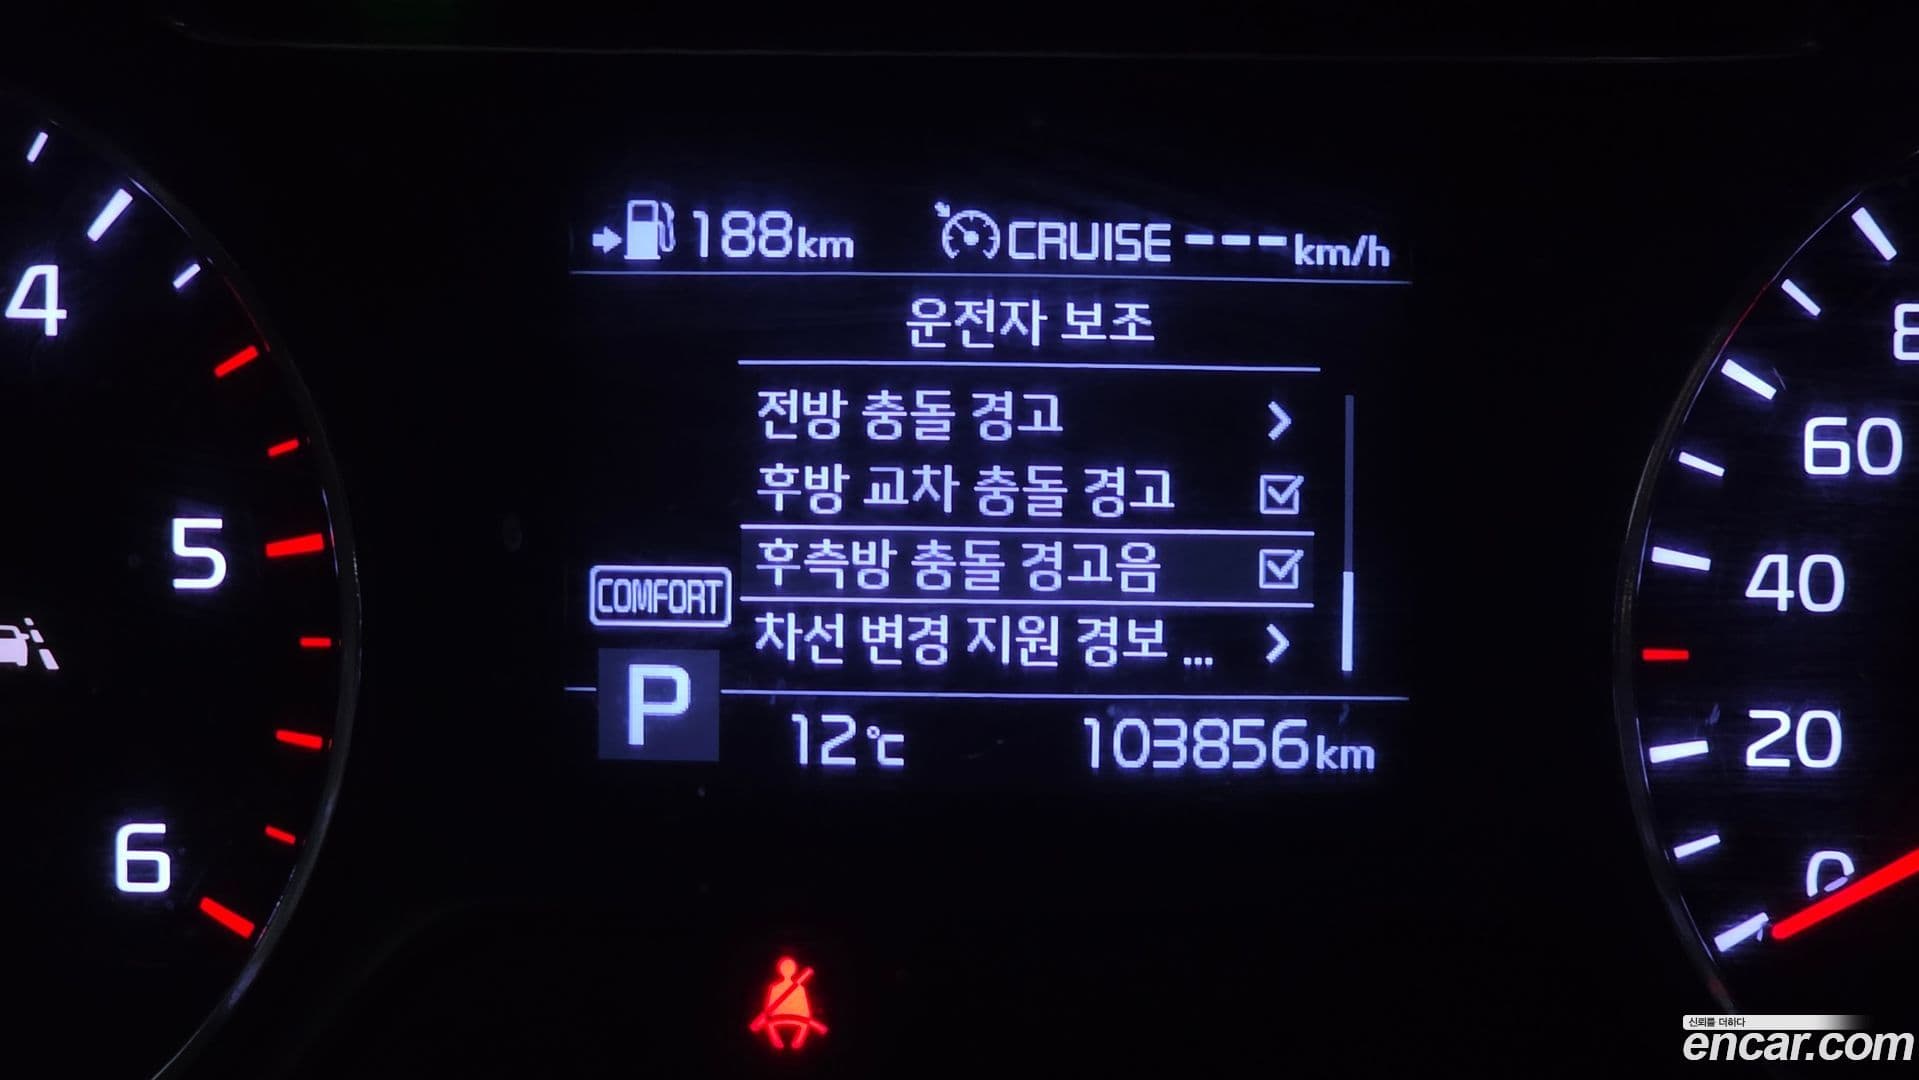 188km
CRUISE ---km/h
운전자 보조
전방 충돌 경고
후방 교차 충돌 경고
후측방 충돌 경고음
차선 변경 지원 경보 ...
COMFORT
P
12℃
103856km
4
5
6
8
60
40
20
0
신뢰를 더하다
encar.com